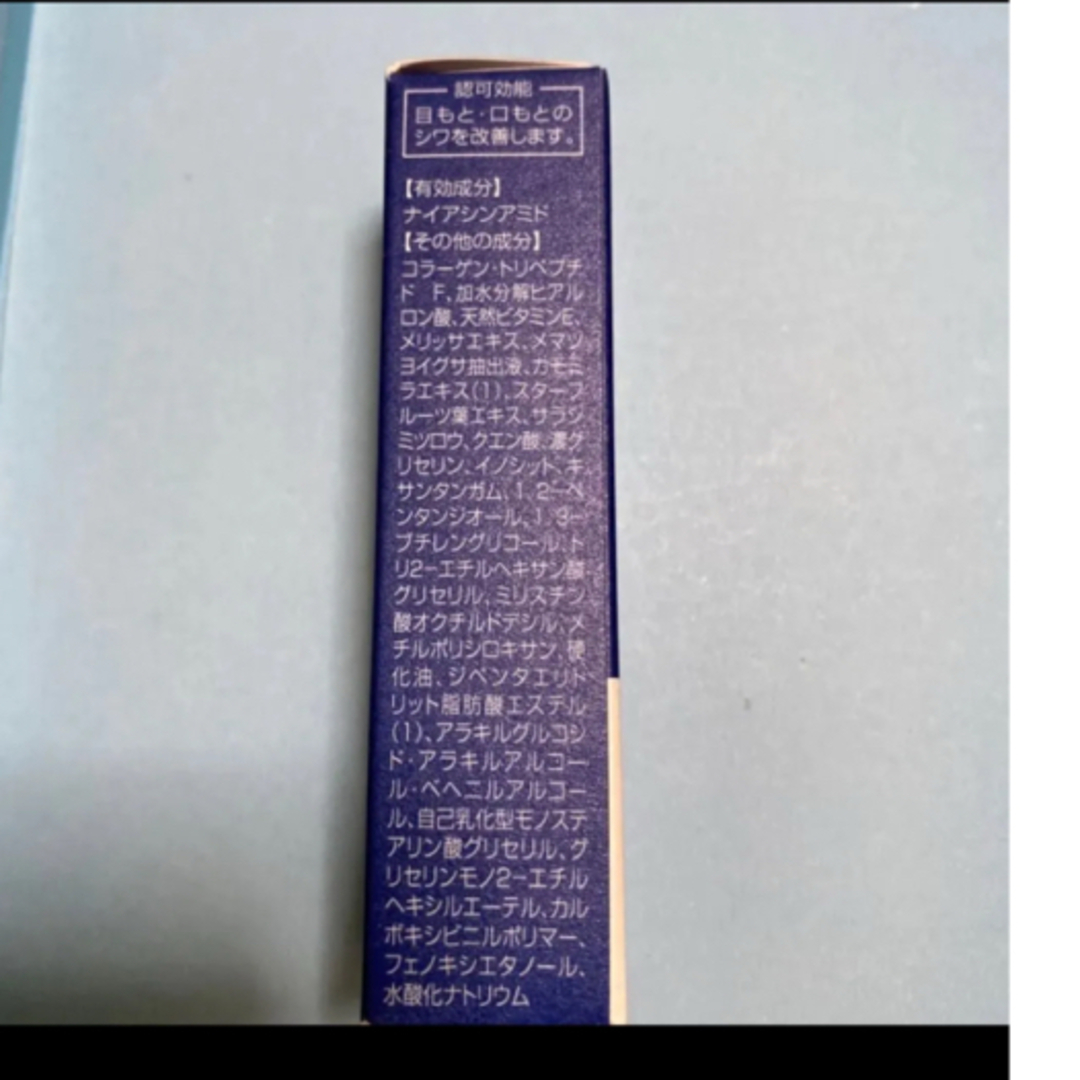 認可効能
目もと・口もとの
シワを改善します。
【有効成分】
ナイアシンアミド
【その他の成分】
コラーゲン・トリペプチ
ド F、加水分解ヒアル
ロン酸、天然ビタミンE、
メリッサエキス、メマツ
ヨイグサ抽出液、カモミ
ラエキス(1)、スターフ
ルーツ葉エキス、サラシ
ミツロウ、クエン酸、濃グ
リセリン、イノシット、キ
サンタンガム、1,2-ペ
ンタンジオール、1,3-
ブチレングリコール、ト
リ2-エチルヘキサン酸
グリセリル、ミリスチン
酸オクチルドデシル、メ
チルポリシロキサン、硬
化油、ジペンタエリト
リット脂肪酸エステル
(1)、アラキルグルコシ
ド・アラキルアルコー
ル・ベヘニルアルコー
ル、自己乳化型モノステ
アリン酸グリセリル、グ
リセリンモノ2-エチル
ヘキシルエーテル、カル
ボキシビニルポリマー、
フェノキシエタノール、
水酸化ナトリウム